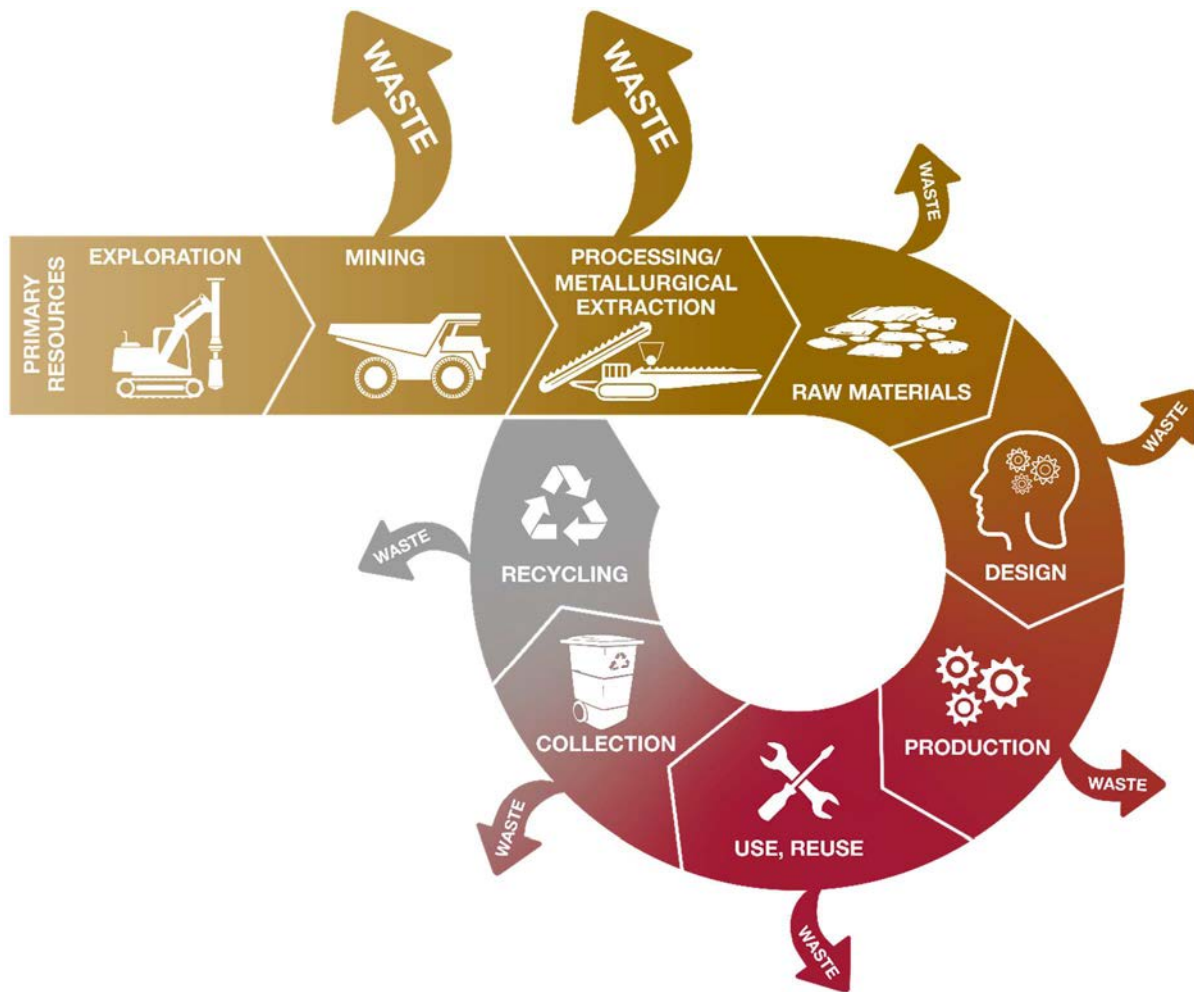 WASTE
WASTE
WASTE
PRIMARY
RESOURCES
EXPLORATION
MINING
PROCESSING/
METALLURGICAL
EXTRACTION
RAW MATERIALS
WASTE
DESIGN
WASTE
RECYCLING
PRODUCTION
WASTE
COLLECTION
WASTE
USE, REUSE
WASTE